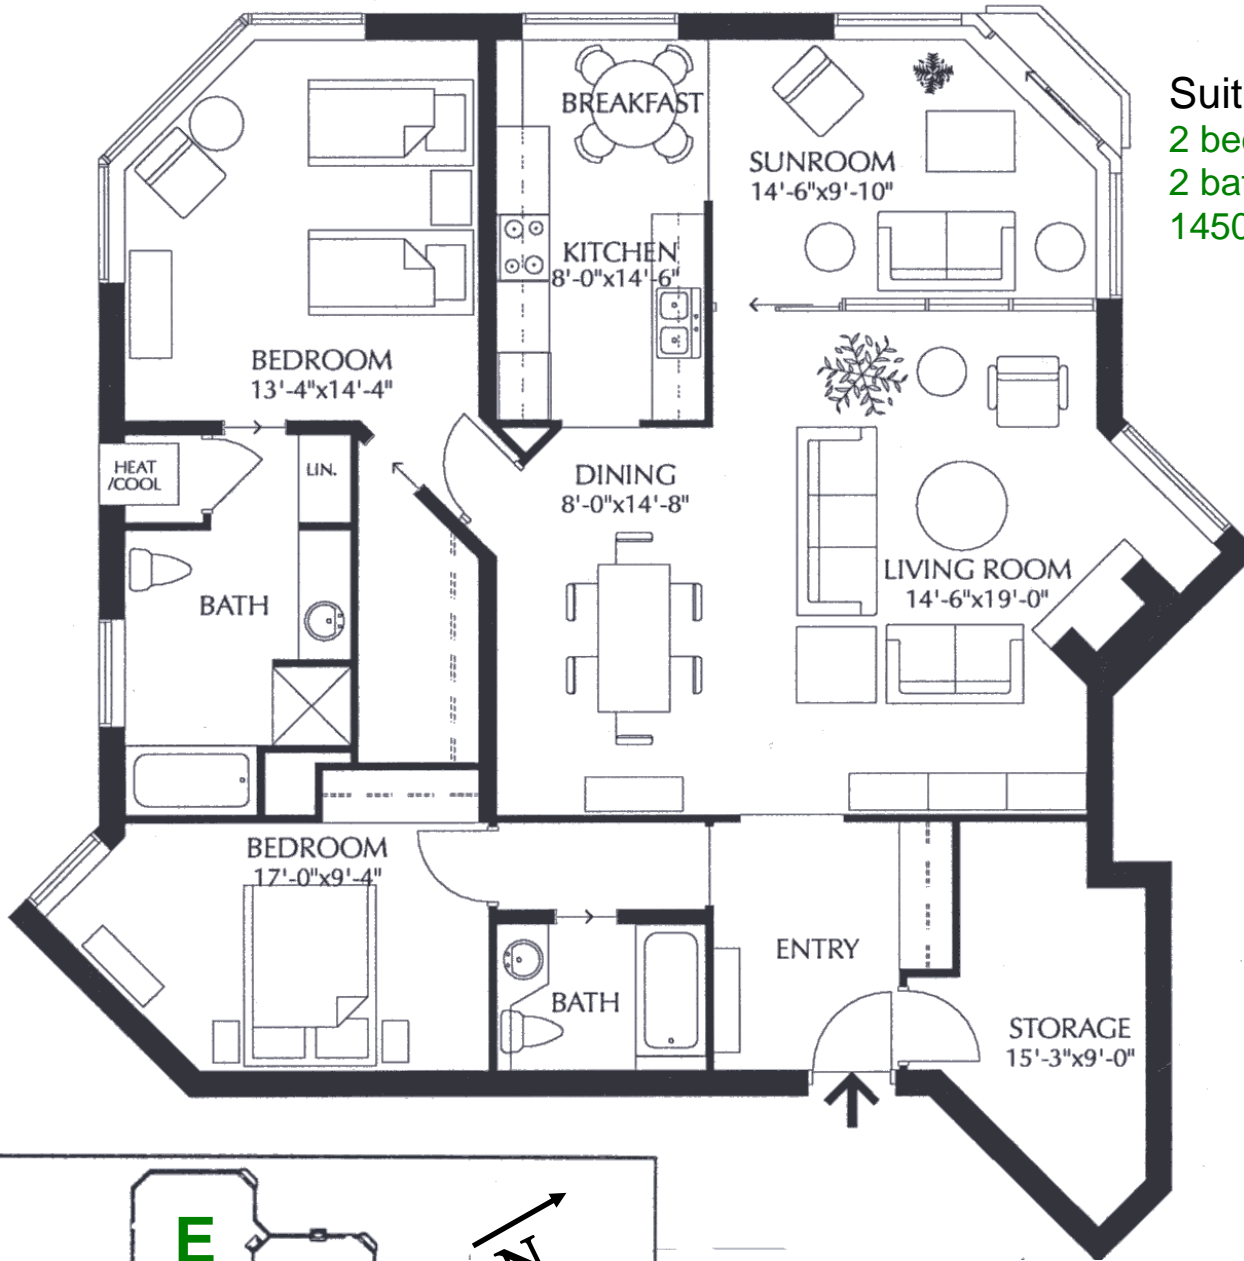 BREAKFAST
Suit
2 be
2 ba
1450
SUNROOM
14'-6"x9'-10"
KITCHEN
8'-0"x14'-6"
BEDROOM
13'-4"x14'-4"
HEAT
/COOL
LIN.
DINING
8'-0"x14'-8"
LIVING ROOM
14'-6"x19'-0"
BATH
BEDROOM
17'-0"x9'-4"
ENTRY
BATH
STORAGE
15'-3"x9'-0"
E
N